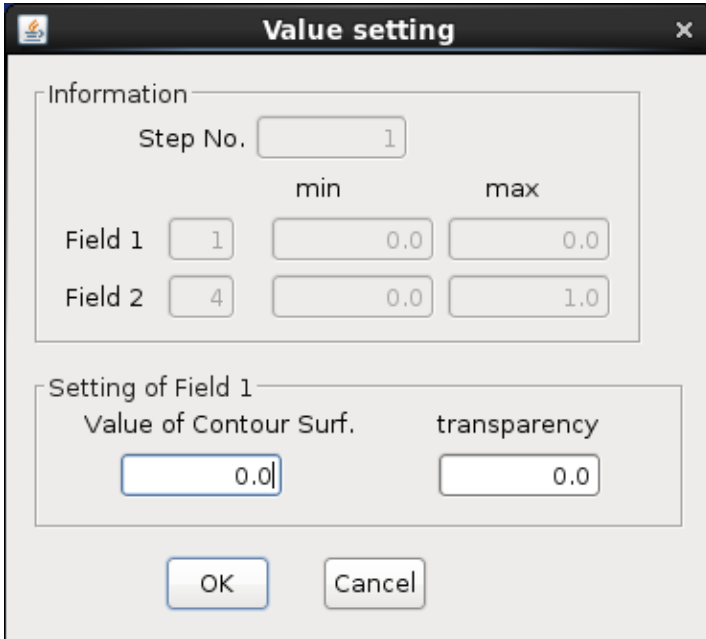 Value setting
Information
Step No. 1
min max
Field 1 1 0.0 0.0
Field 2 4 0.0 1.0
Setting of Field 1
Value of Contour Surf. transparency
0.0 0.0
OK Cancel